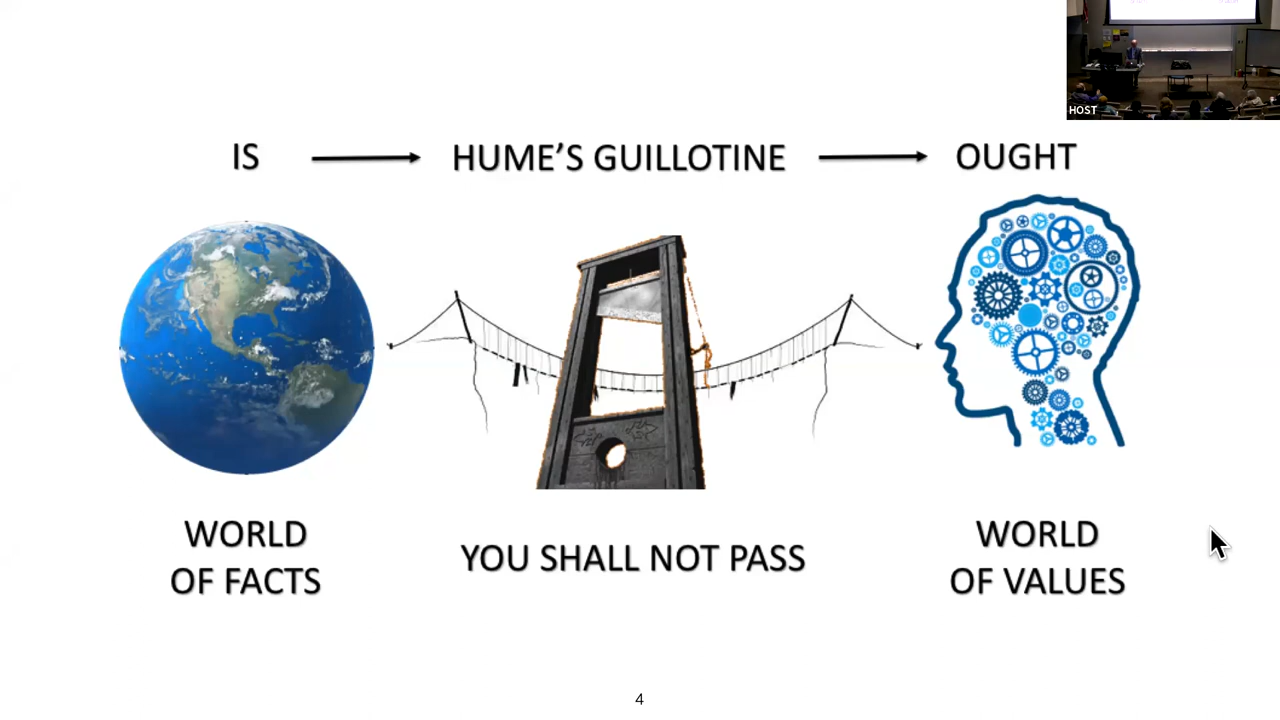 HOST
IS
HUME'S GUILLOTINE
OUGHT
WORLD
OF FACTS
YOU SHALL NOT PASS
WORLD
OF VALUES
4